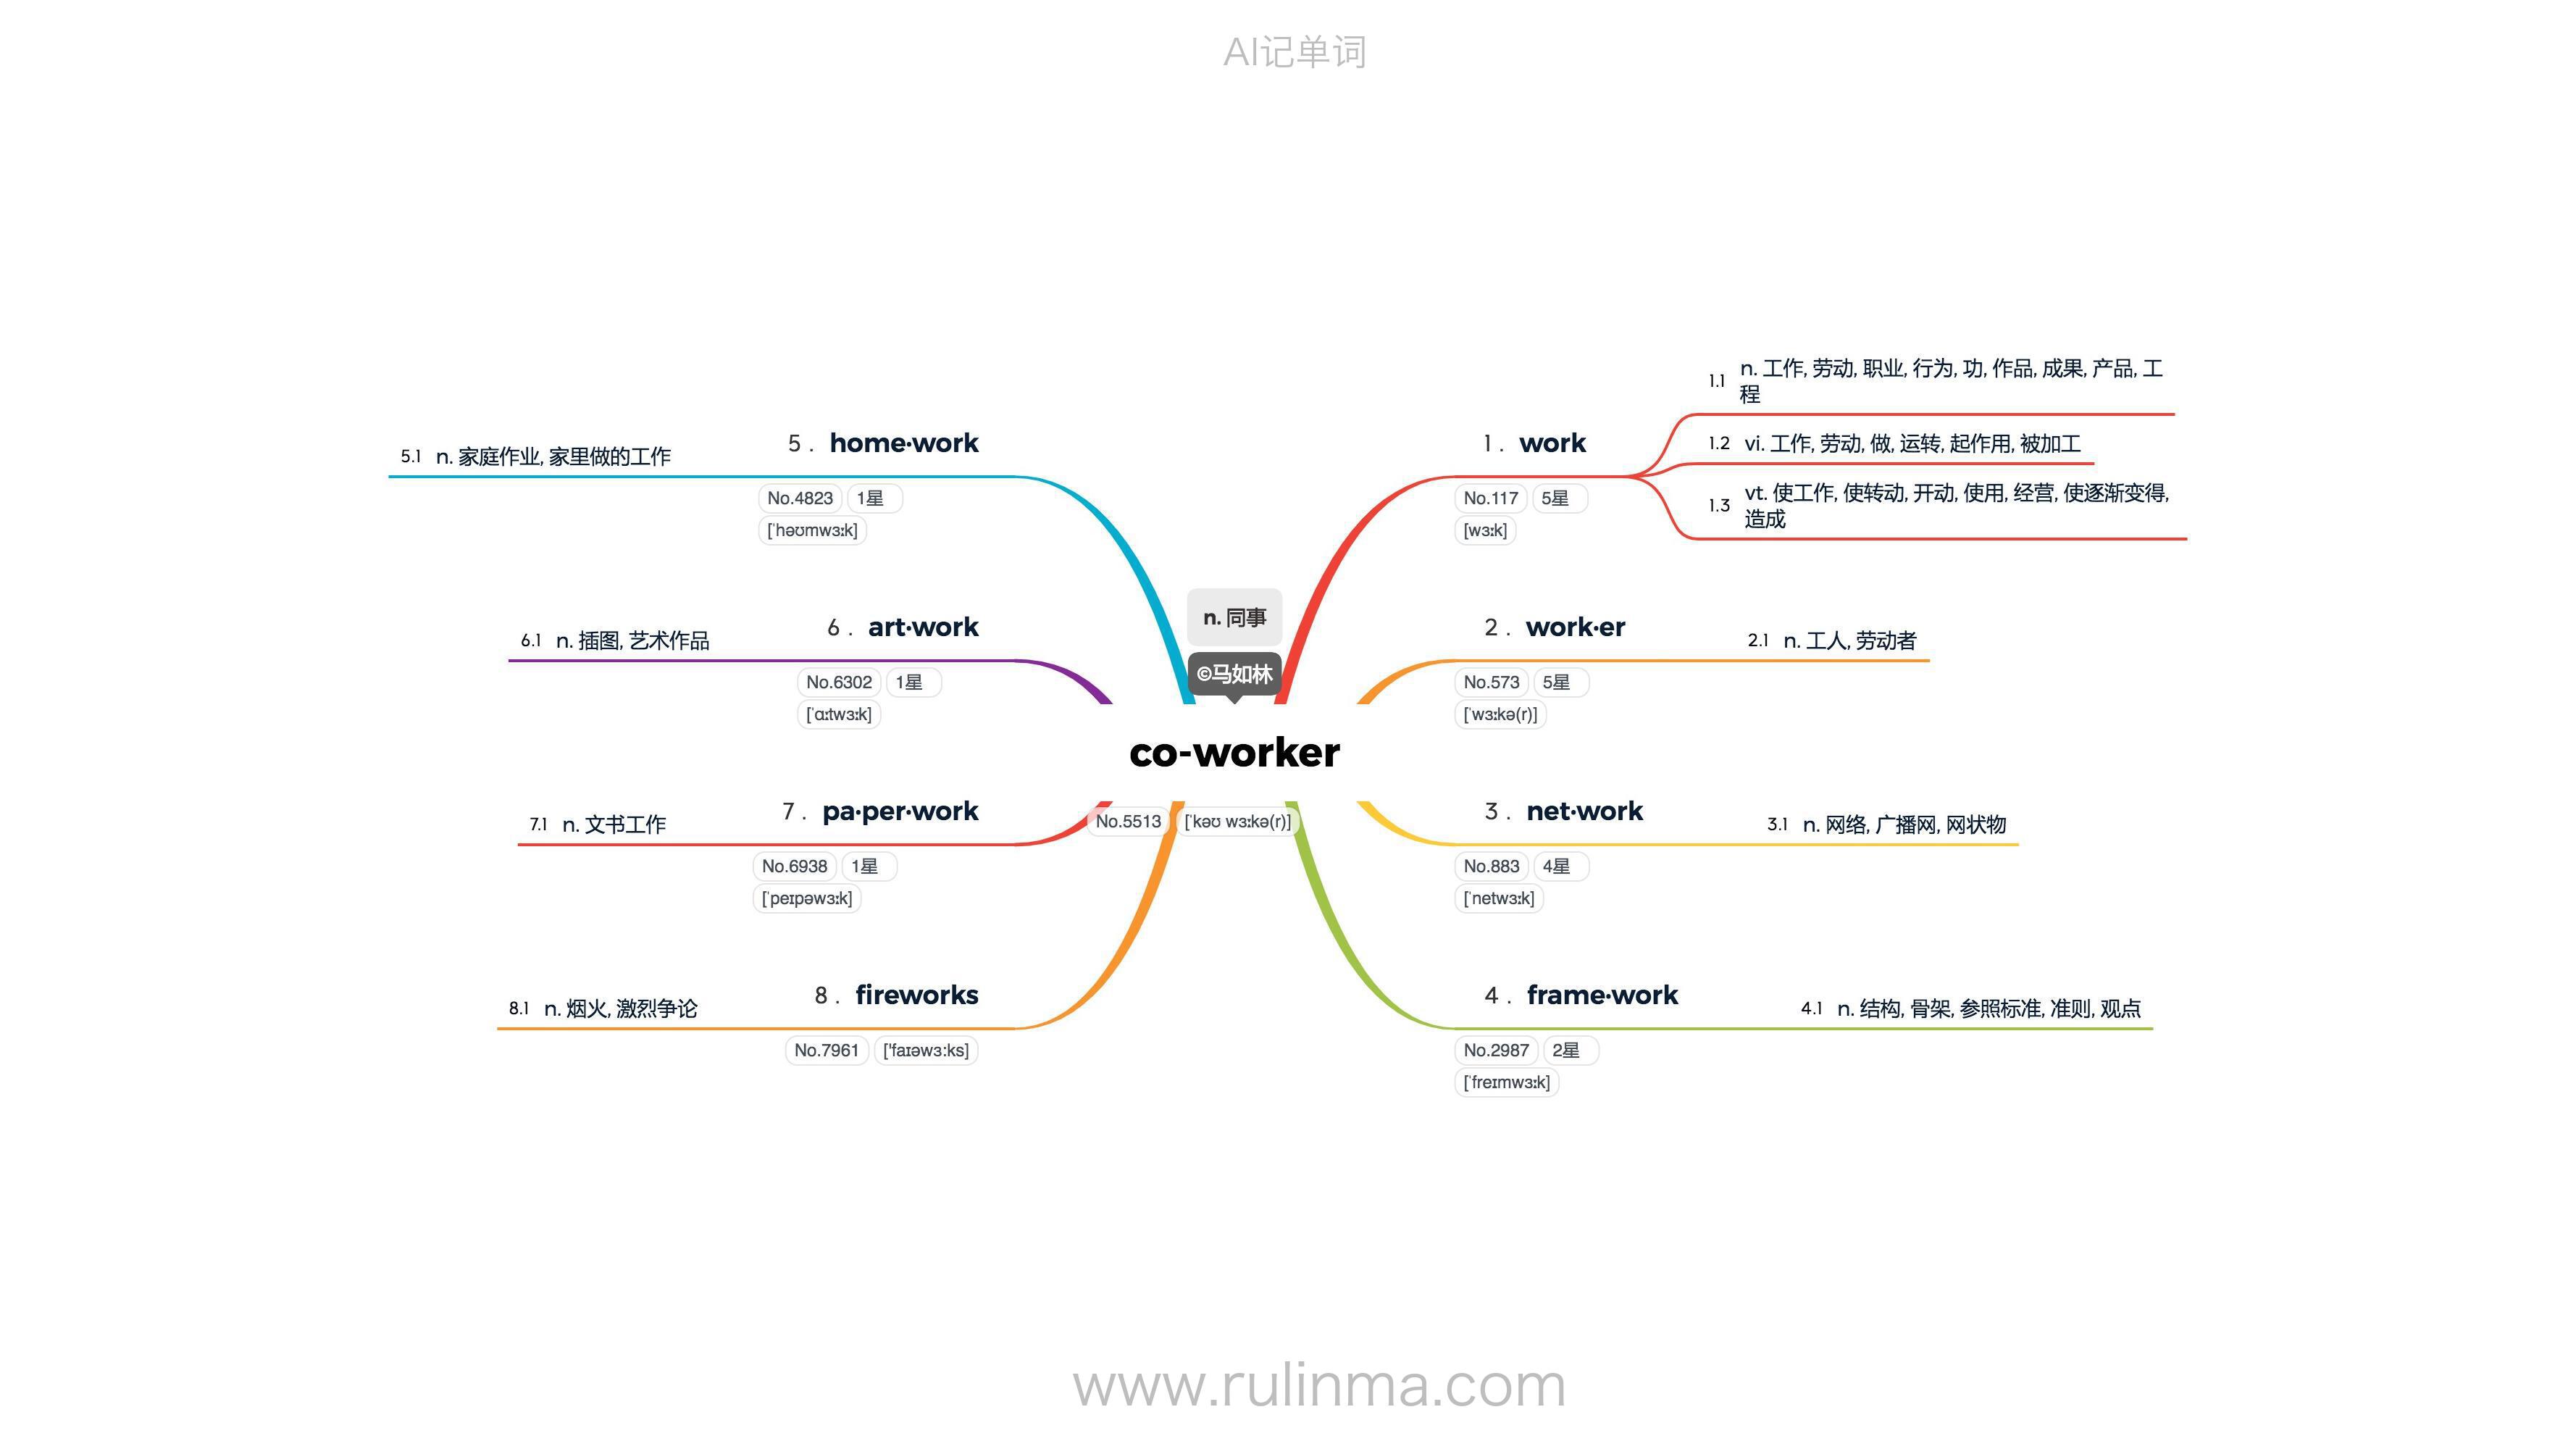 AI记单词
n. 同事
©马如林
co-worker
No.5513 [ˈkəʊ wɜːkə(r)]
1 . work
No.117 5星
[wɜːk]
1.1 n. 工作, 劳动, 职业, 行为, 功, 作品, 成果, 产品, 工
程
1.2 vi. 工作, 劳动, 做, 运转, 起作用, 被加工
1.3 vt. 使工作, 使转动, 开动, 使用, 经营, 使逐渐变得,
造成
2 . work·er
No.573 5星
[ˈwɜːkə(r)]
2.1 n. 工人, 劳动者
3 . net·work
No.883 4星
[ˈnetwɜːk]
3.1 n. 网络, 广播网, 网状物
4 . frame·work
No.2987 2星
[ˈfreɪmwɜːk]
4.1 n. 结构, 骨架, 参照标准, 准则, 观点
5 . home·work
No.4823 1星
[ˈhəʊmwɜːk]
5.1 n. 家庭作业, 家里做的工作
6 . art·work
No.6302 1星
[ˈɑːtwɜːk]
6.1 n. 插图, 艺术作品
7 . pa·per·work
No.6938 1星
[ˈpeɪpəwɜːk]
7.1 n. 文书工作
8 . fireworks
No.7961 ['faɪəwɜ:ks]
8.1 n. 烟火, 激烈争论
www.rulinma.com